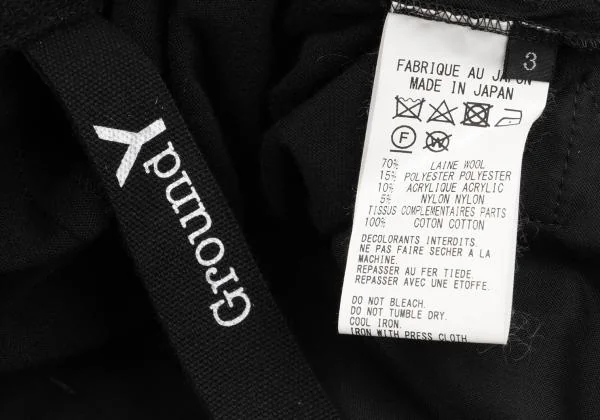 Ground Y
3
FABRIQUE AU JAPON
MADE IN JAPAN
F
W
70% LAINE WOOL
15% POLYESTER POLYESTER
10% ACRYLIQUE ACRYLIC
5% NYLON NYLON
TISSUS COMPLEMENTAIRES PARTS
100% COTON COTTON
DECOLORANTS INTERDITS.
NE PAS FAIRE SECHER A LA
MACHINE.
REPASSER AU FER TIEDE.
REPASSER AVEC UNE ETOFFE.
DO NOT BLEACH.
DO NOT TUMBLE DRY.
COOL IRON.
IRON WITH PRESS CLOTH